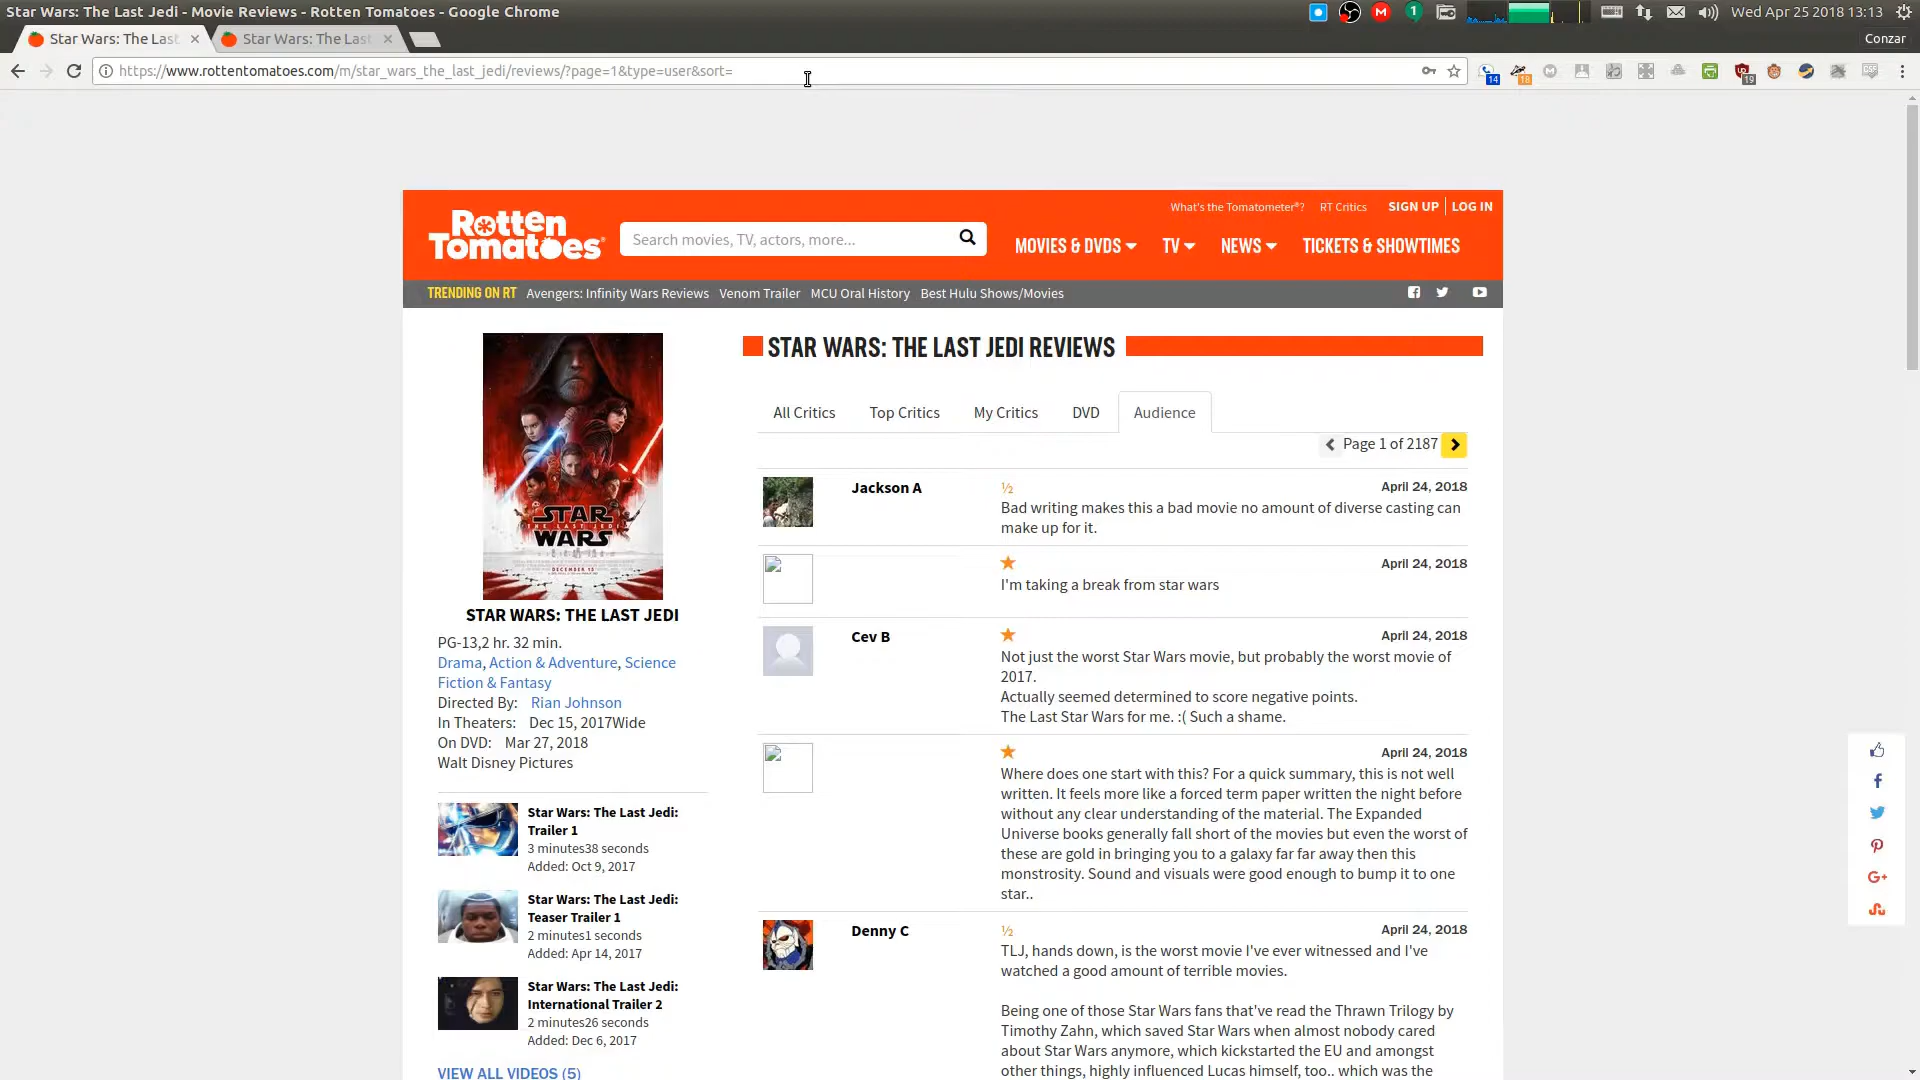 Star Wars: The Last Jedi - Movie Reviews - Rotten Tomatoes - Google Chrome
1
Wed Apr 25 2018 13:13
Star Wars: The Last
Star Wars: The Last
Conzar
https://www.rottentomatoes.com/m/star_wars_the_last_jedi/reviews/?page=1&type=user&sort=
14
18
19
What's the Tomatometer®?
RT Critics
SIGN UP
LOG IN
Rotten
Tomatoes
Search movies, TV, actors, more...
MOVIES & DVDS
TV
NEWS
TICKETS & SHOWTIMES
TRENDING ON RT
Avengers: Infinity Wars Reviews
Venom Trailer
MCU Oral History
Best Hulu Shows/Movies
STAR
THE LAST JEDI
WARS
DECEMBER 15
STAR WARS: THE LAST JEDI
PG-13,2 hr. 32 min.
Drama, Action & Adventure, Science
Fiction & Fantasy
Directed By: Rian Johnson
In Theaters: Dec 15, 2017Wide
On DVD: Mar 27, 2018
Walt Disney Pictures
Star Wars: The Last Jedi:
Trailer 1
3 minutes38 seconds
Added: Oct 9, 2017
Star Wars: The Last Jedi:
Teaser Trailer 1
2 minutes1 seconds
Added: Apr 14, 2017
Star Wars: The Last Jedi:
International Trailer 2
2 minutes26 seconds
Added: Dec 6, 2017
VIEW ALL VIDEOS (5)
STAR WARS: THE LAST JEDI REVIEWS
All Critics
Top Critics
My Critics
DVD
Audience
Page 1 of 2187
Jackson A
½
April 24, 2018
Bad writing makes this a bad movie no amount of diverse casting can
make up for it.
April 24, 2018
I'm taking a break from star wars
Cev B
April 24, 2018
Not just the worst Star Wars movie, but probably the worst movie of
2017.
Actually seemed determined to score negative points.
The Last Star Wars for me. :( Such a shame.
April 24, 2018
Where does one start with this? For a quick summary, this is not well
written. It feels more like a forced term paper written the night before
without any clear understanding of the material. The Expanded
Universe books generally fall short of the movies but even the worst of
these are gold in bringing you to a galaxy far far away then this
monstrosity. Sound and visuals were good enough to bump it to one
star..
Denny C
½
April 24, 2018
TLJ, hands down, is the worst movie I've ever witnessed and I've
watched a good amount of terrible movies.
Being one of those Star Wars fans that've read the Thrawn Trilogy by
Timothy Zahn, which saved Star Wars when almost nobody cared
about Star Wars anymore, which kickstarted the EU and amongst
other things, highly influenced Lucas himself, too.. which was the